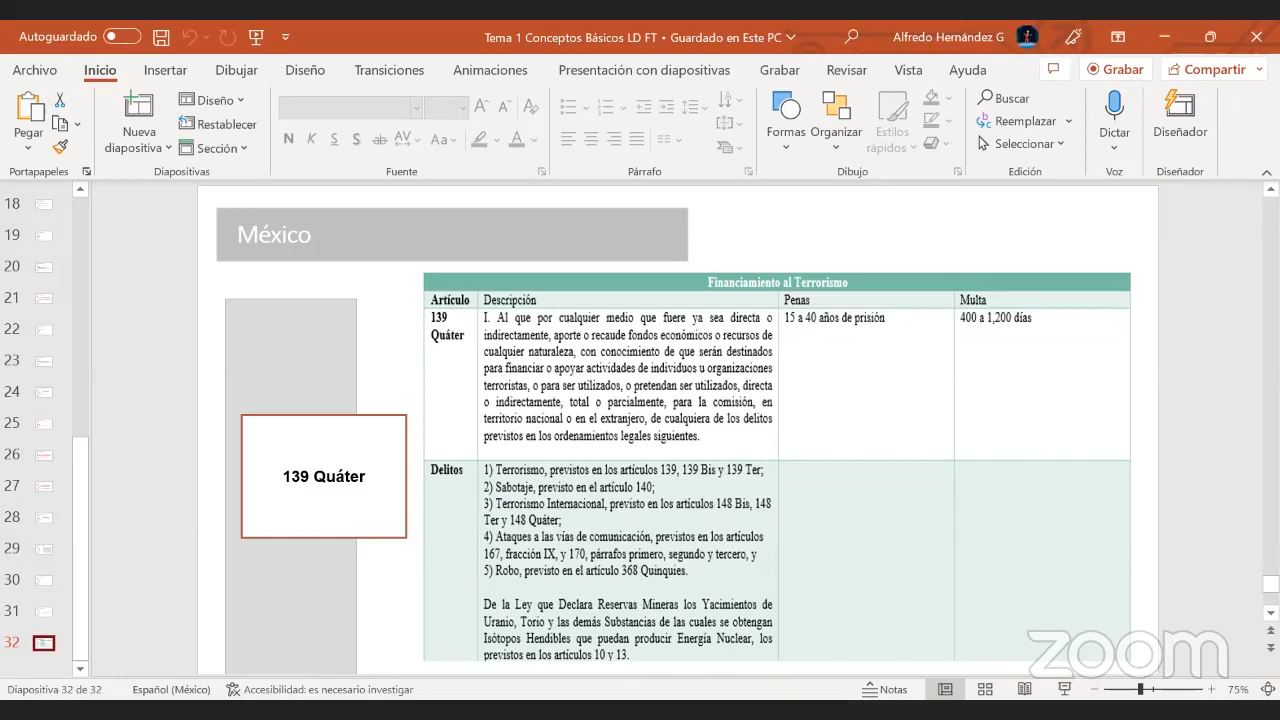 Autoguardado
Tema 1 Conceptos Básicos LD FT • Guardado en Este PC
Alfredo Hernández G
Archivo Inicio Insertar Dibujar Diseño Transiciones Animaciones Presentación con diapositivas Grabar Revisar Vista Ayuda
Grabar
Compartir
Pegar
Nueva
diapositiva
Diseño
Restablecer
Sección
N K S S ab AV Aa A
Formas
Organizar
Estilos
rápidos
Buscar
Reemplazar
Seleccionar
Dictar
Diseñador
Portapapeles Diapositivas Fuente Párrafo Dibujo Edición Voz Diseñador
18
19
20
21
22
23
24
25
26
27
28
29
30
31
32
México
139 Quáter
Financiamiento al Terrorismo
Artículo Descripción Penas Multa
139
Quáter
I. Al que por cualquier medio que fuere ya sea directa o
indirectamente, aporte o recaude fondos económicos o recursos de
cualquier naturaleza, con conocimiento de que serán destinados
para financiar o apoyar actividades de individuos u organizaciones
terroristas, o para ser utilizados, o pretendan ser utilizados, directa
o indirectamente, total o parcialmente, para la comisión, en
territorio nacional o en el extranjero, de cualquiera de los delitos
previstos en los ordenamientos legales siguientes.
15 a 40 años de prisión
400 a 1,200 días
Delitos
1) Terrorismo, previstos en los artículos 139, 139 Bis y 139 Ter;
2) Sabotaje, previsto en el artículo 140;
3) Terrorismo Internacional, previsto en los artículos 148 Bis, 148
Ter y 148 Quáter;
4) Ataques a las vías de comunicación, previstos en los artículos
167, fracción IX, y 170, párrafos primero, segundo y tercero, y
5) Robo, previsto en el artículo 368 Quinquies.
De la Ley que Declara Reservas Mineras los Yacimientos de
Uranio, Torio y las demás Substancias de las cuales se obtengan
Isótopos Hendibles que puedan producir Energía Nuclear, los
previstos en los artículos 10 y 13.
zoom
Diapositiva 32 de 32
Español (México)
Accesibilidad: es necesario investigar
Notas
75%